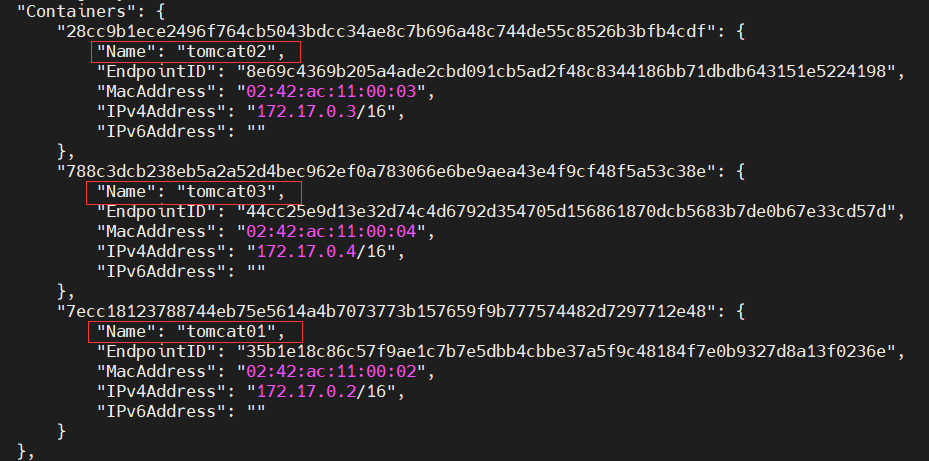 "Containers": {
"28cc9b1ece2496f764cb5043bdcc34ae8c7b696a48c744de55c8526b3bfb4cdf": {
"Name": "tomcat02",
"EndpointID": "8e69c4369b205a4ade2cbd091cb5ad2f48c8344186bb71dbdb643151e5224198",
"MacAddress": "02:42:ac:11:00:03",
"IPv4Address": "172.17.0.3/16",
"IPv6Address": ""
},
"788c3dcb238eb5a2a52d4bec962ef0a783066e6be9aea43e4f9cf48f5a53c38e": {
"Name": "tomcat03",
"EndpointID": "44cc25e9d13e32d74c4d6792d354705d156861870dcb5683b7de0b67e33cd57d",
"MacAddress": "02:42:ac:11:00:04",
"IPv4Address": "172.17.0.4/16",
"IPv6Address": ""
},
"7ecc18123788744eb75e5614a4b7073773b157659f9b777574482d7297712e48": {
"Name": "tomcat01",
"EndpointID": "35b1e18c86c57f9ae1c7b7e5dbb4cbbe37a5f9c48184f7e0b9327d8a13f0236e",
"MacAddress": "02:42:ac:11:00:02",
"IPv4Address": "172.17.0.2/16",
"IPv6Address": ""
}
},